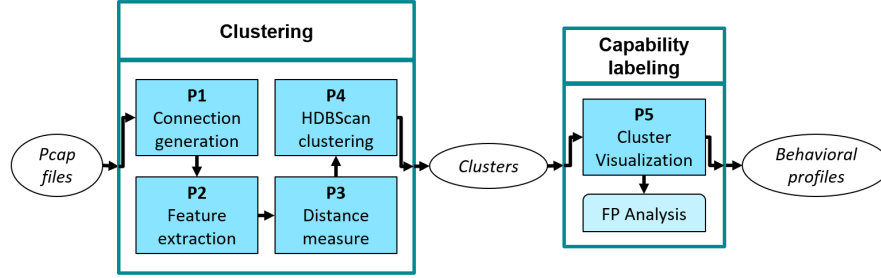 Clustering
Capability
labeling
Pcap
files
P1
Connection
generation
P2
Feature
extraction
P3
Distance
measure
P4
HDBScan
clustering
Clusters
P5
Cluster
Visualization
FP Analysis
Behavioral
profiles